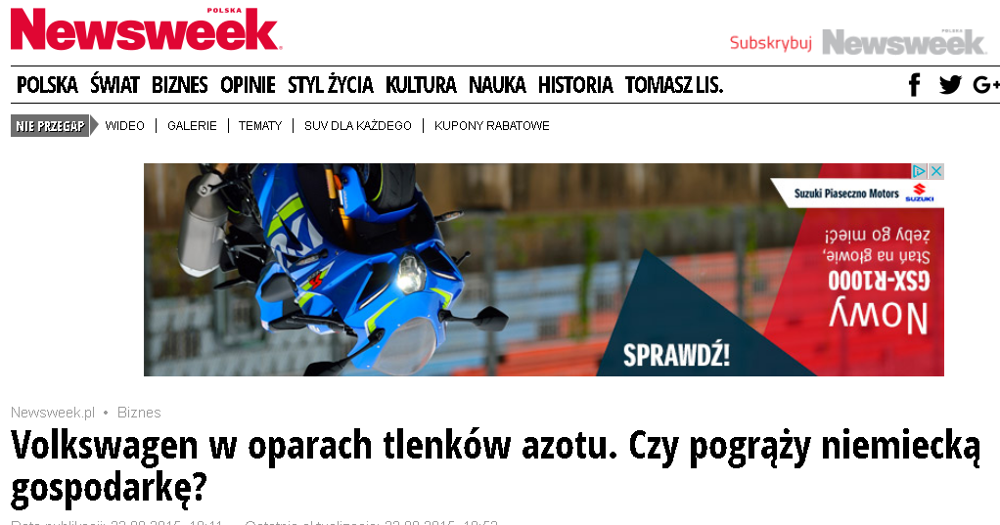 POLSKA
Newsweek
Subskrybuj Newsweek
POLSKA
POLSKA ŚWIAT BIZNES OPINIE STYL ŻYCIA KULTURA NAUKA HISTORIA TOMASZ LIS.
NIE PRZEGAP WIDEO GALERIE TEMATY SUV DLA KAŻDEGO KUPONY RABATOWE
Suzuki Piaseczno Motors SUZUKI
Nowy
GSX-R1000
Stań na głowie,
żeby go mieć!
SPRAWDŹ!
Newsweek.pl • Biznes
Volkswagen w oparach tlenków azotu. Czy pogrąży niemiecką
gospodarkę?